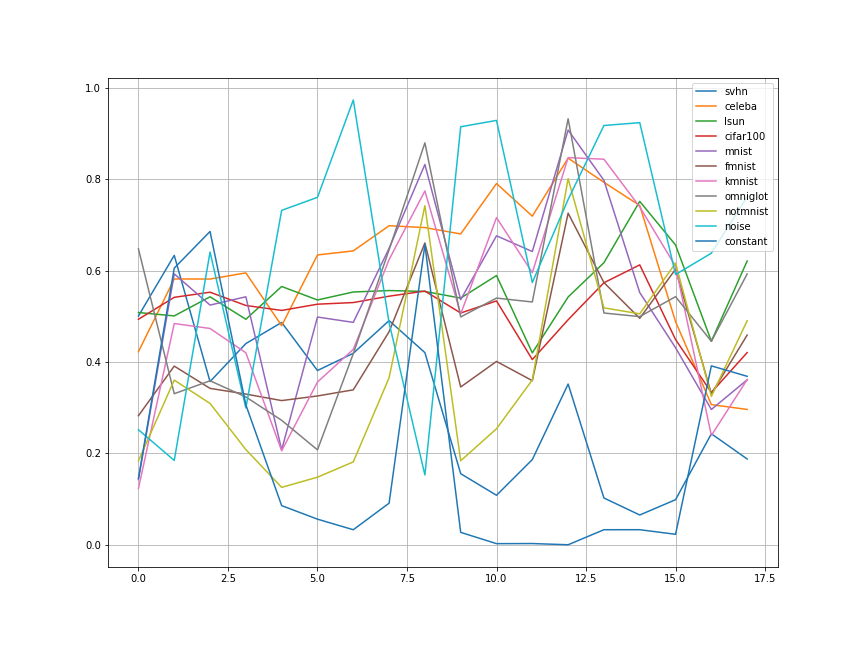 1.0
0.8
0.6
0.4
0.2
0.0
0.0 2.5 5.0 7.5 10.0 12.5 15.0 17.5
svhn
celeba
lsun
cifar100
mnist
fmnist
kmnist
omniglot
notmnist
noise
constant